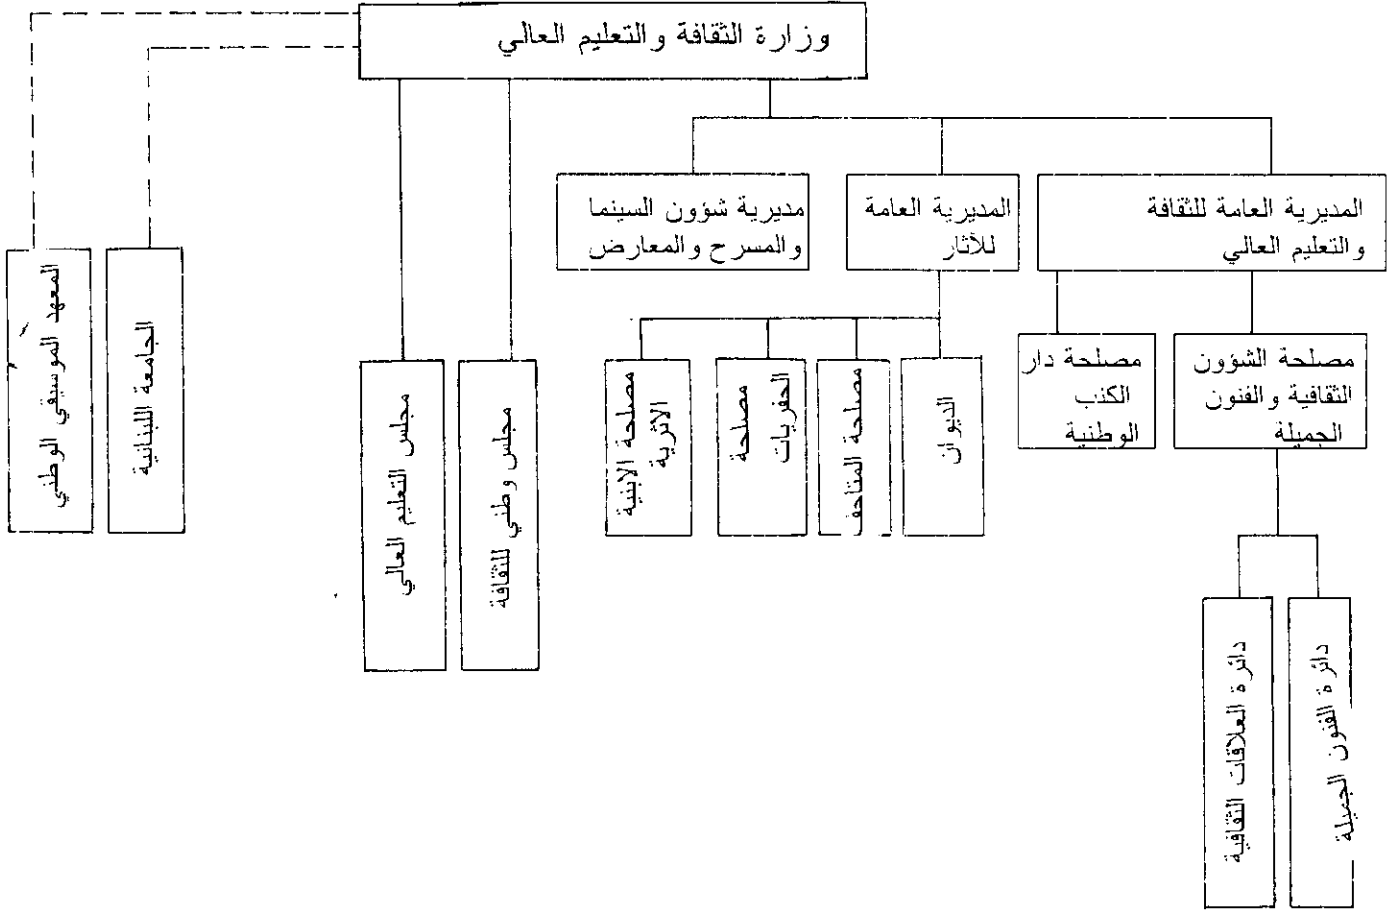 وزارة الثقافة والتعليم العالي
المديرية العامة للثقافة
والتعليم العالي
المديرية العامة
للآثار
مديرية شؤون السينما
والمسرح والمعارض
مصلحة الشؤون
الثقافية والفنون
الجميلة
مصلحة دار
الكتب
الوطنية
الديوان
مصلحة المتاحف
مصلحة
الحفريات
مصلحة الابنية
الاثرية
مجلس وطني للثقافة
مجلس التعليم العالي
الجامعة اللبنانية
المعهد الموسيقي الوطني
دائرة الفنون الجميلة
دائرة العلاقات الثقافية